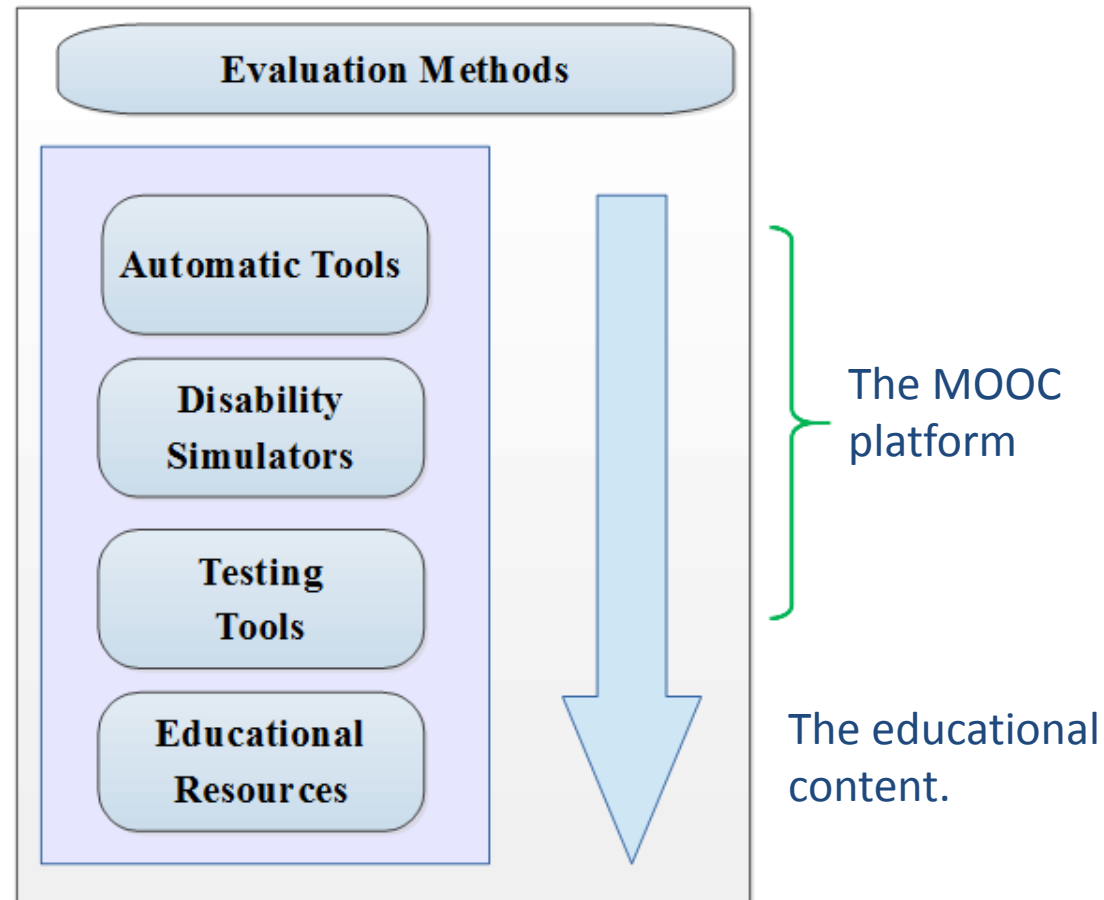 Evaluation Methods
Automatic Tools
Disability
Simulators
The MOOC
platform
Testing
Tools
Educational
Resources
The educational
content.